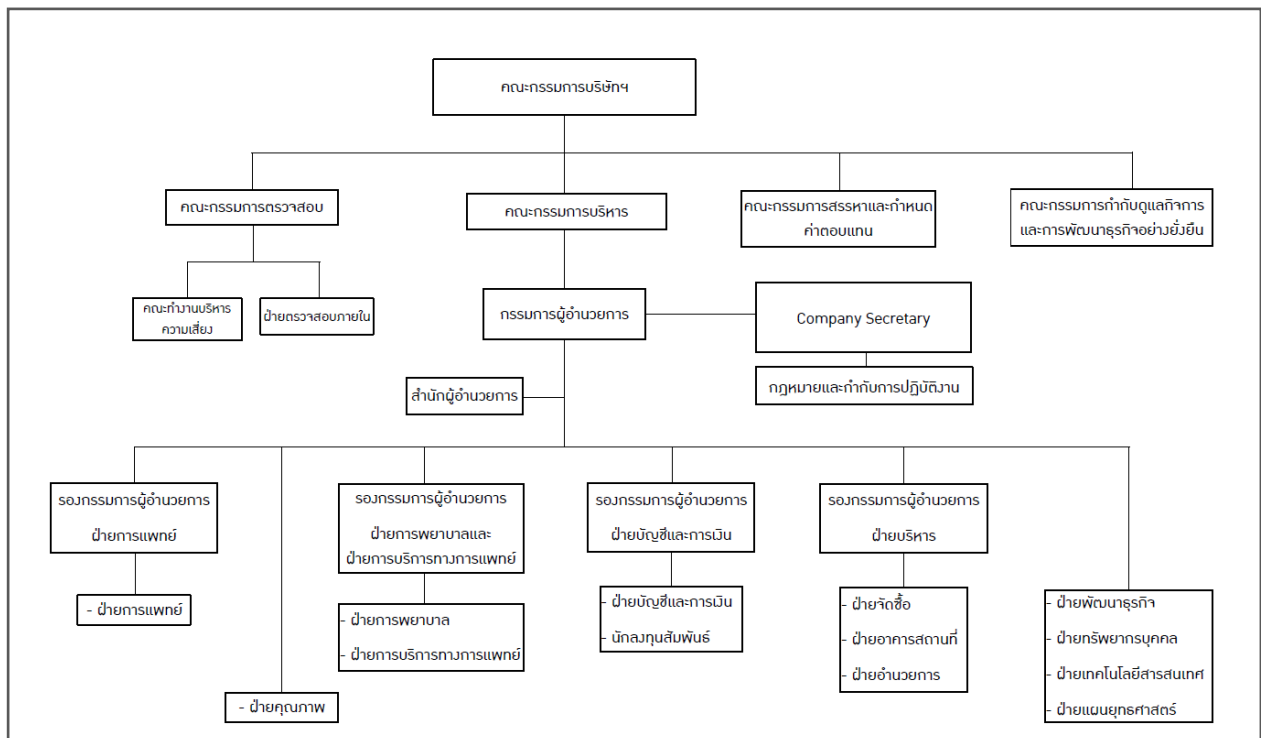 คณะกรรมการบริษัทฯ
คณะกรรมการตรวจสอบ
คณะกรรมการบริหาร
คณะกรรมการสรรหาและกำหนด
ค่าตอบแทน
คณะกรรมการกำกับดูแลกิจการ
และการพัฒนาธุรกิจอย่างยั่งยืน
คณะทำงานบริหาร
ความเสี่ยง
ฝ่ายตรวจสอบภายใน
กรรมการผู้อำนวยการ
Company Secretary
กฎหมายและกำกับการปฏิบัติงาน
สำนักผู้อำนวยการ
รองกรรมการผู้อำนวยการ
ฝ่ายการแพทย์
รองกรรมการผู้อำนวยการ
ฝ่ายการพยาบาลและ
ฝ่ายการบริการทางการแพทย์
รองกรรมการผู้อำนวยการ
ฝ่ายบัญชีและการเงิน
รองกรรมการผู้อำนวยการ
ฝ่ายบริหาร
- ฝ่ายการแพทย์
- ฝ่ายคุณภาพ
- ฝ่ายการพยาบาล
- ฝ่ายการบริการทางการแพทย์
- ฝ่ายบัญชีและการเงิน
- นักลงทุนสัมพันธ์
- ฝ่ายจัดซื้อ
- ฝ่ายอาคารสถานที่
- ฝ่ายอำนวยการ
- ฝ่ายพัฒนาธุรกิจ
- ฝ่ายทรัพยากรบุคคล
- ฝ่ายเทคโนโลยีสารสนเทศ
- ฝ่ายแผนยุทธศาสตร์